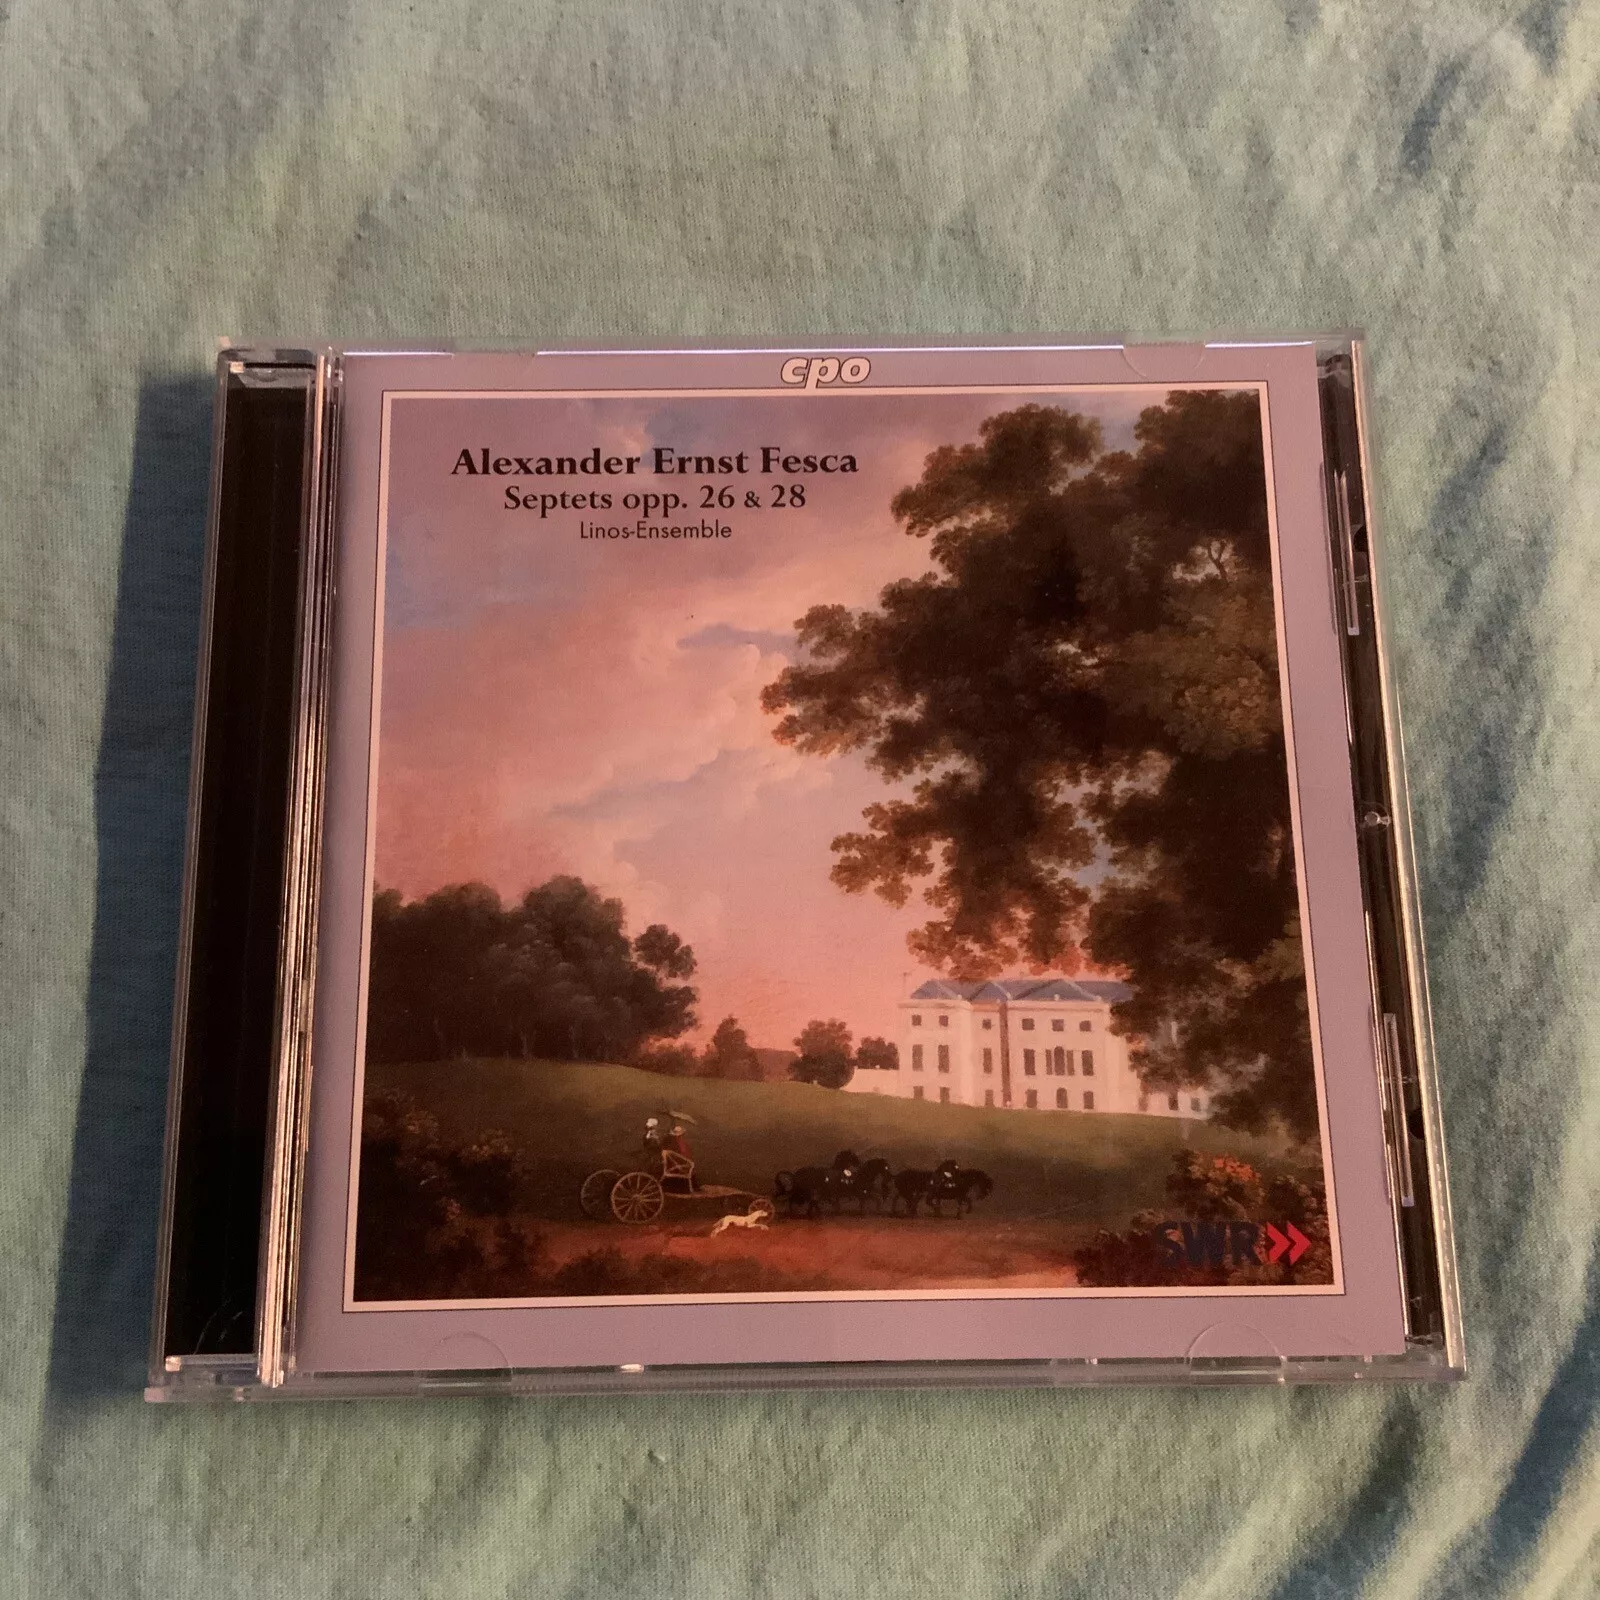 cpo
Alexander Ernst Fesca
Septets opp. 26 & 28
Linos-Ensemble
SWR